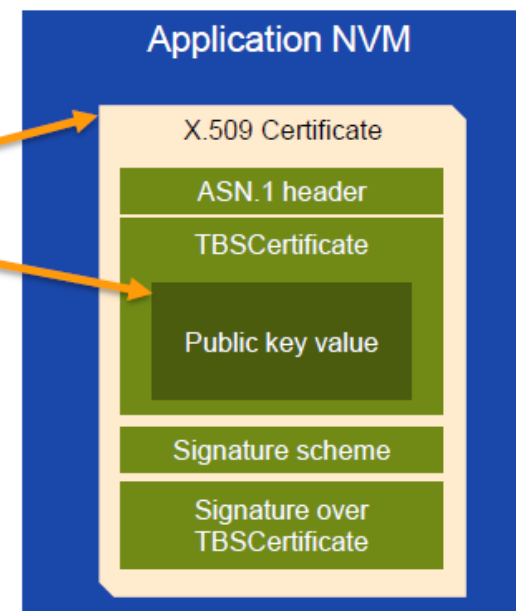 Application NVM
X.509 Certificate
ASN.1 header
TBSCertificate
Public key value
Signature scheme
Signature over
TBSCertificate